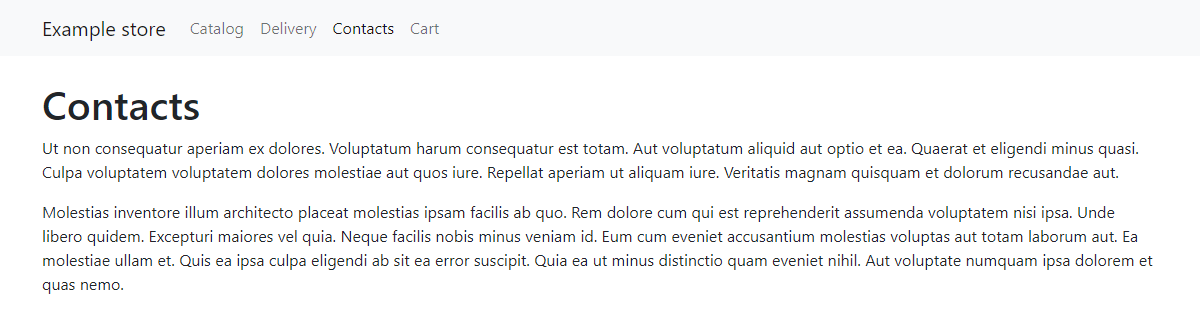 Example store Catalog Delivery Contacts Cart
Contacts
Ut non consequatur aperiam ex dolores. Voluptatum harum consequatur est totam. Aut voluptatum aliquid aut optio et ea. Quaerat et eligendi minus quasi.
Culpa voluptatem voluptatem dolores molestiae aut quos iure. Repellat aperiam ut aliquam iure. Veritatis magnam quisquam et dolorum recusandae aut.
Molestias inventore illum architecto placeat molestias ipsam facilis ab quo. Rem dolore cum qui est reprehenderit assumenda voluptatem nisi ipsa. Unde
libero quidem. Excepturi maiores vel quia. Neque facilis nobis minus veniam id. Eum cum eveniet accusantium molestias voluptas aut totam laborum aut. Ea
molestiae ullam et. Quis ea ipsa culpa eligendi ab sit ea error suscipit. Quia ea ut minus distinctio quam eveniet nihil. Aut voluptate numquam ipsa dolorem et
quas nemo.